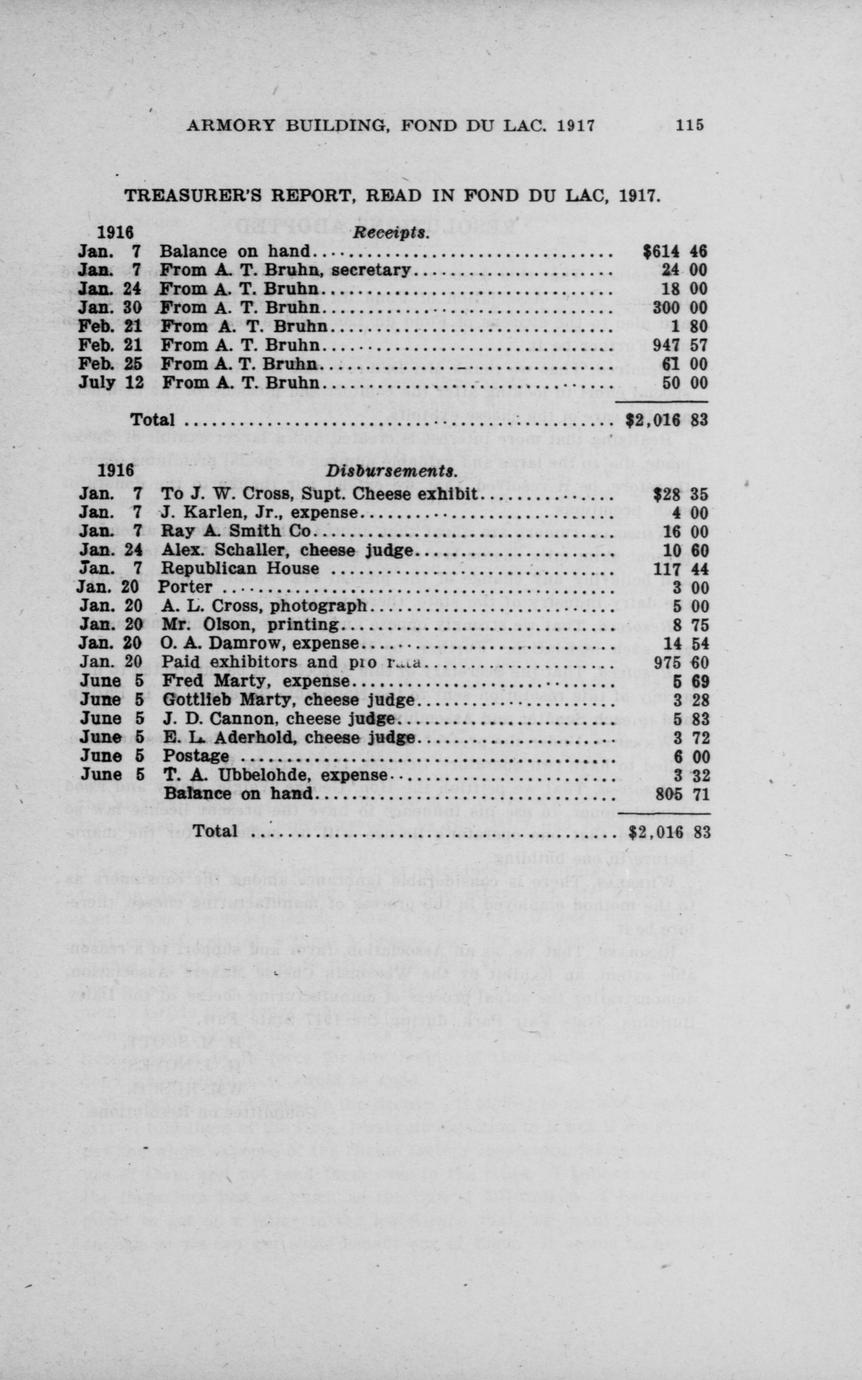 ARMORY BUILDING, FOND DU LAC. 1917 115
TREASURER'S REPORT, READ IN FOND DU LAC, 1917.
1916 Receipts.
Jan. 7 Balance on hand................................ $614 46
Jan. 7 From A. T. Bruhn, secretary...................... 24 00
Jan. 24 From A. T. Bruhn................................ 18 00
Jan. 30 From A. T. Bruhn................................ 300 00
Feb. 21 From A. T. Bruhn............................... 1 80
Feb. 21 From A. T. Bruhn................................ 947 57
Feb. 25 From A. T. Bruhn................................ 61 00
July 12 From A. T. Bruhn................................ 50 00
Total ............................................... $2,016 83
1916 Disbursements.
Jan. 7 To J. W. Cross, Supt. Cheese exhibit............... $28 35
Jan. 7 J. Karlen, Jr., expense............................ 4 00
Jan. 7 Ray A. Smith Co................................. 16 00
Jan. 24 Alex. Schaller, cheese judge...................... 10 60
Jan. 7 Republican House ............................... 117 44
Jan. 20 Porter ........................................... 3 00
Jan. 20 A. L. Cross, photograph........................... 5 00
Jan. 20 Mr. Olson, printing.............................. 8 75
Jan. 20 O. A. Damrow, expense............................ 14 54
Jan. 20 Paid exhibitors and pro rata..................... 975 60
June 5 Fred Marty, expense............................. 5 69
June 5 Gottlieb Marty, cheese judge...................... 3 28
June 5 J. D. Cannon, cheese judge........................ 5 83
June 5 E. L. Aderhold, cheese judge...................... 3 72
June 5 Postage ......................................... 6 00
June 5 T. A. Ubbelohde, expense......................... 3 32
Balance on hand................................. 805 71
Total ........................................ $2,016 83